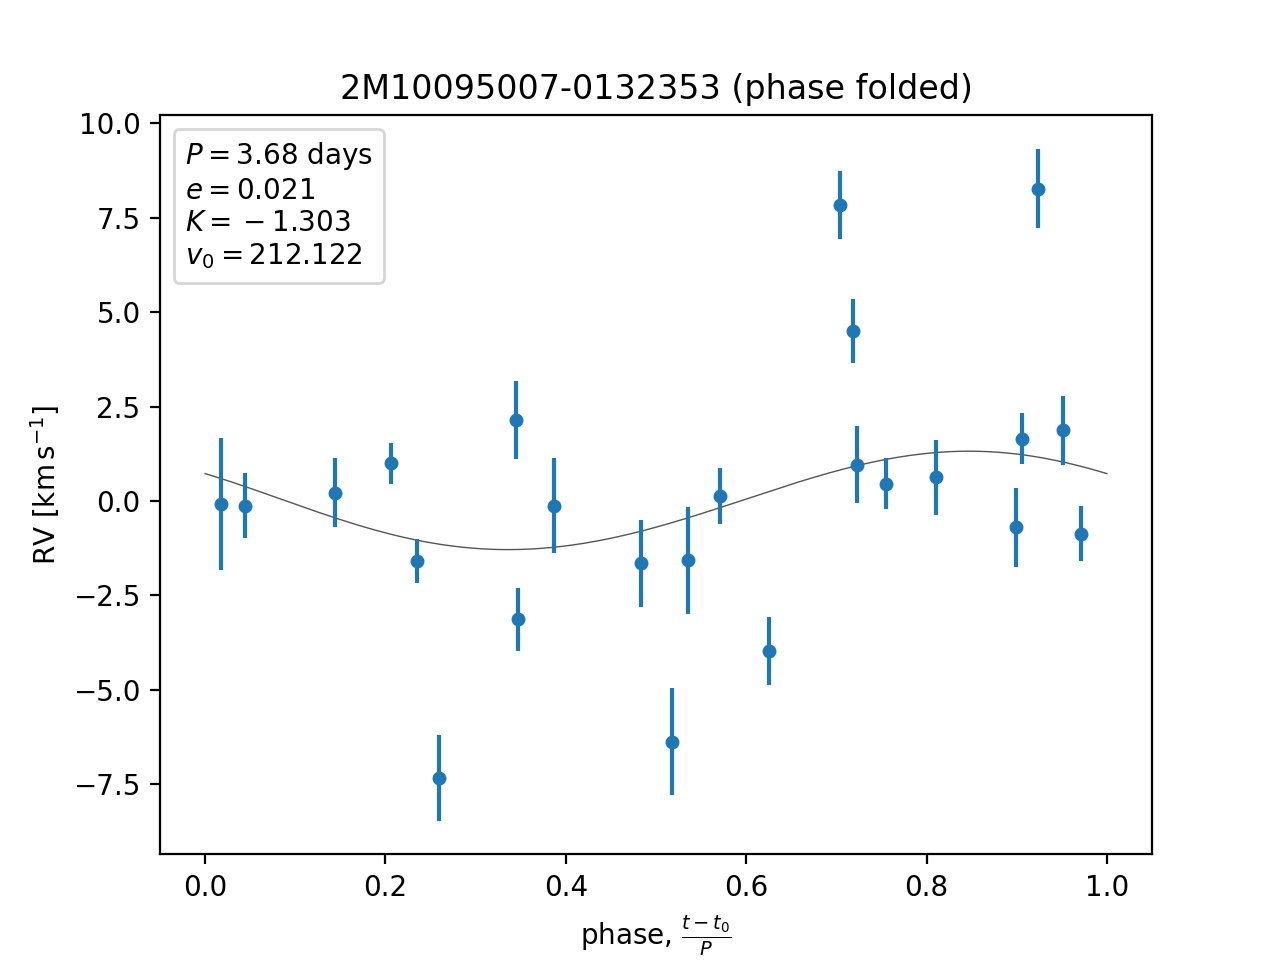 2M10095007-0132353 (phase folded)
P = 3.68 days
e = 0.021
K = −1.303
v₀ = 212.122
10.0
7.5
5.0
2.5
0.0
−2.5
−5.0
−7.5
RV [km s⁻¹]
0.0 0.2 0.4 0.6 0.8 1.0
phase, (t − t₀)/P